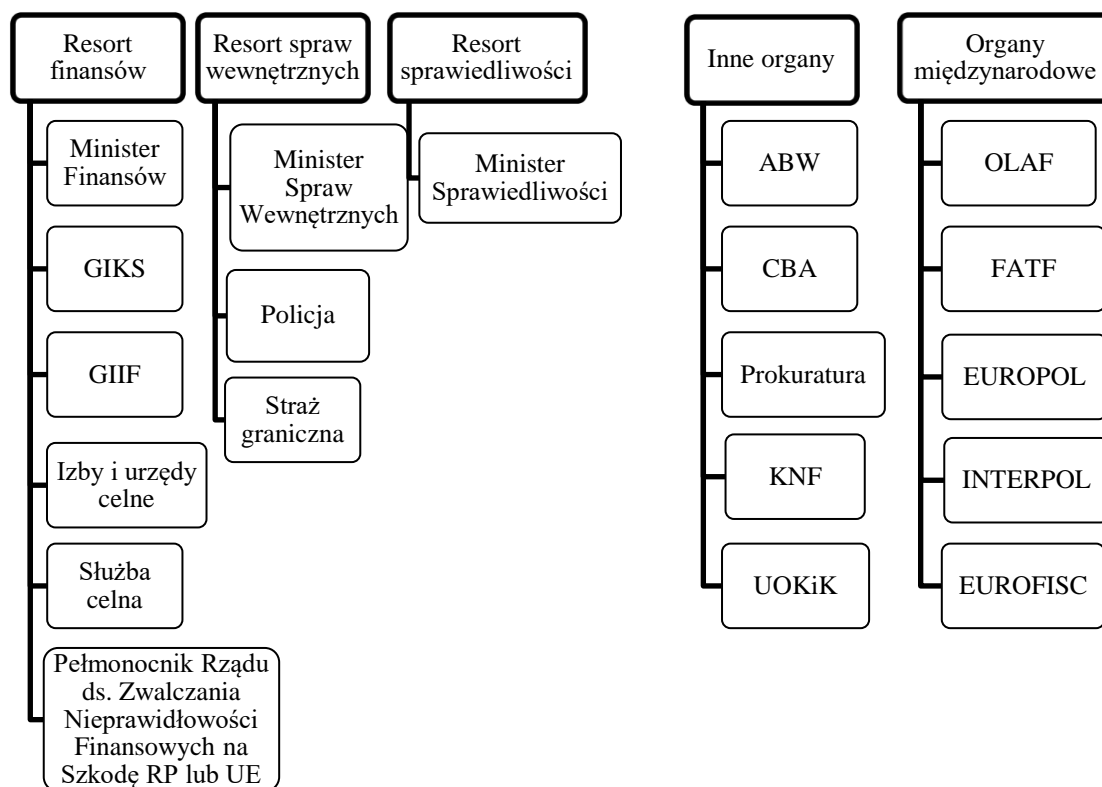 Resort
finansów
Minister
Finansów
GIKS
GIIF
Izby i urzędy
celne
Służba
celna
Pełmonocnik Rządu
ds. Zwalczania
Nieprawidłowości
Finansowych na
Szkodę RP lub UE
Resort spraw
wewnętrznych
Minister
Spraw
Wewnętrznych
Policja
Straż
graniczna
Resort
sprawiedliwości
Minister
Sprawiedliwości
Inne organy
ABW
CBA
Prokuratura
KNF
UOKiK
Organy
międzynarodowe
OLAF
FATF
EUROPOL
INTERPOL
EUROFISC